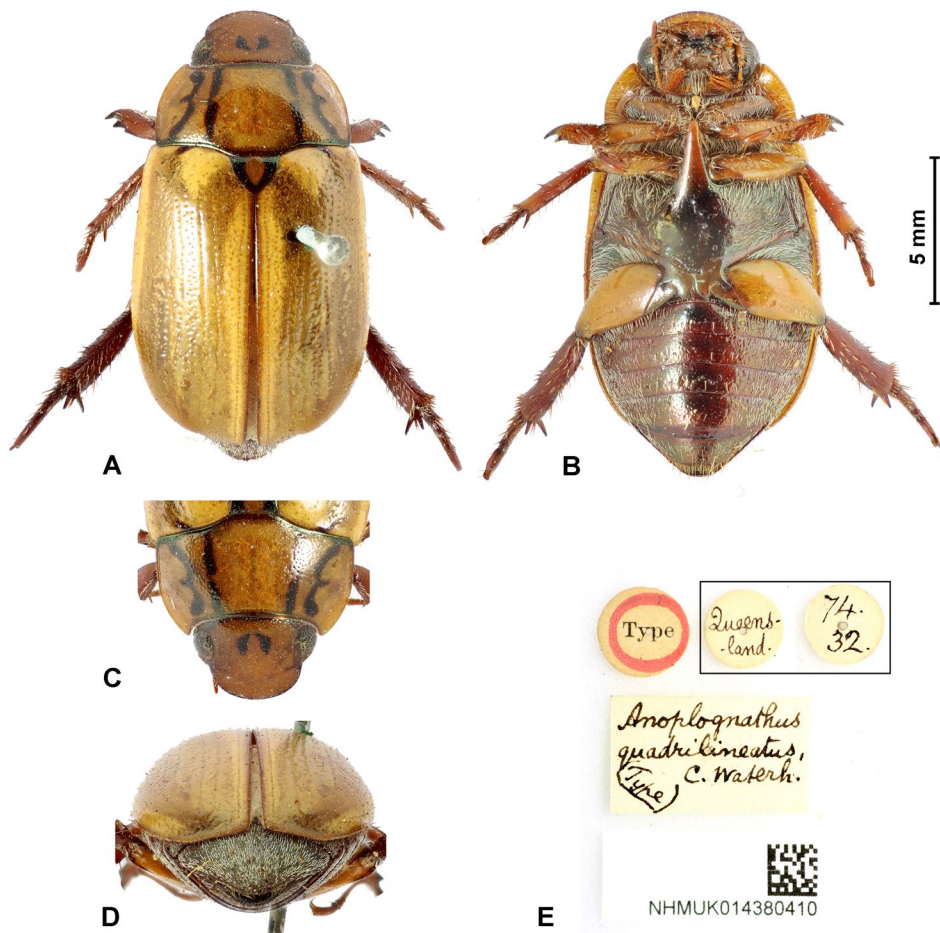 A
B
5 mm
C
D
E
Type
Queens-
-land.
74.
32.
Anoplognathus
quadrilineatus,
(Type) C. Waterh.
NHMUK014380410